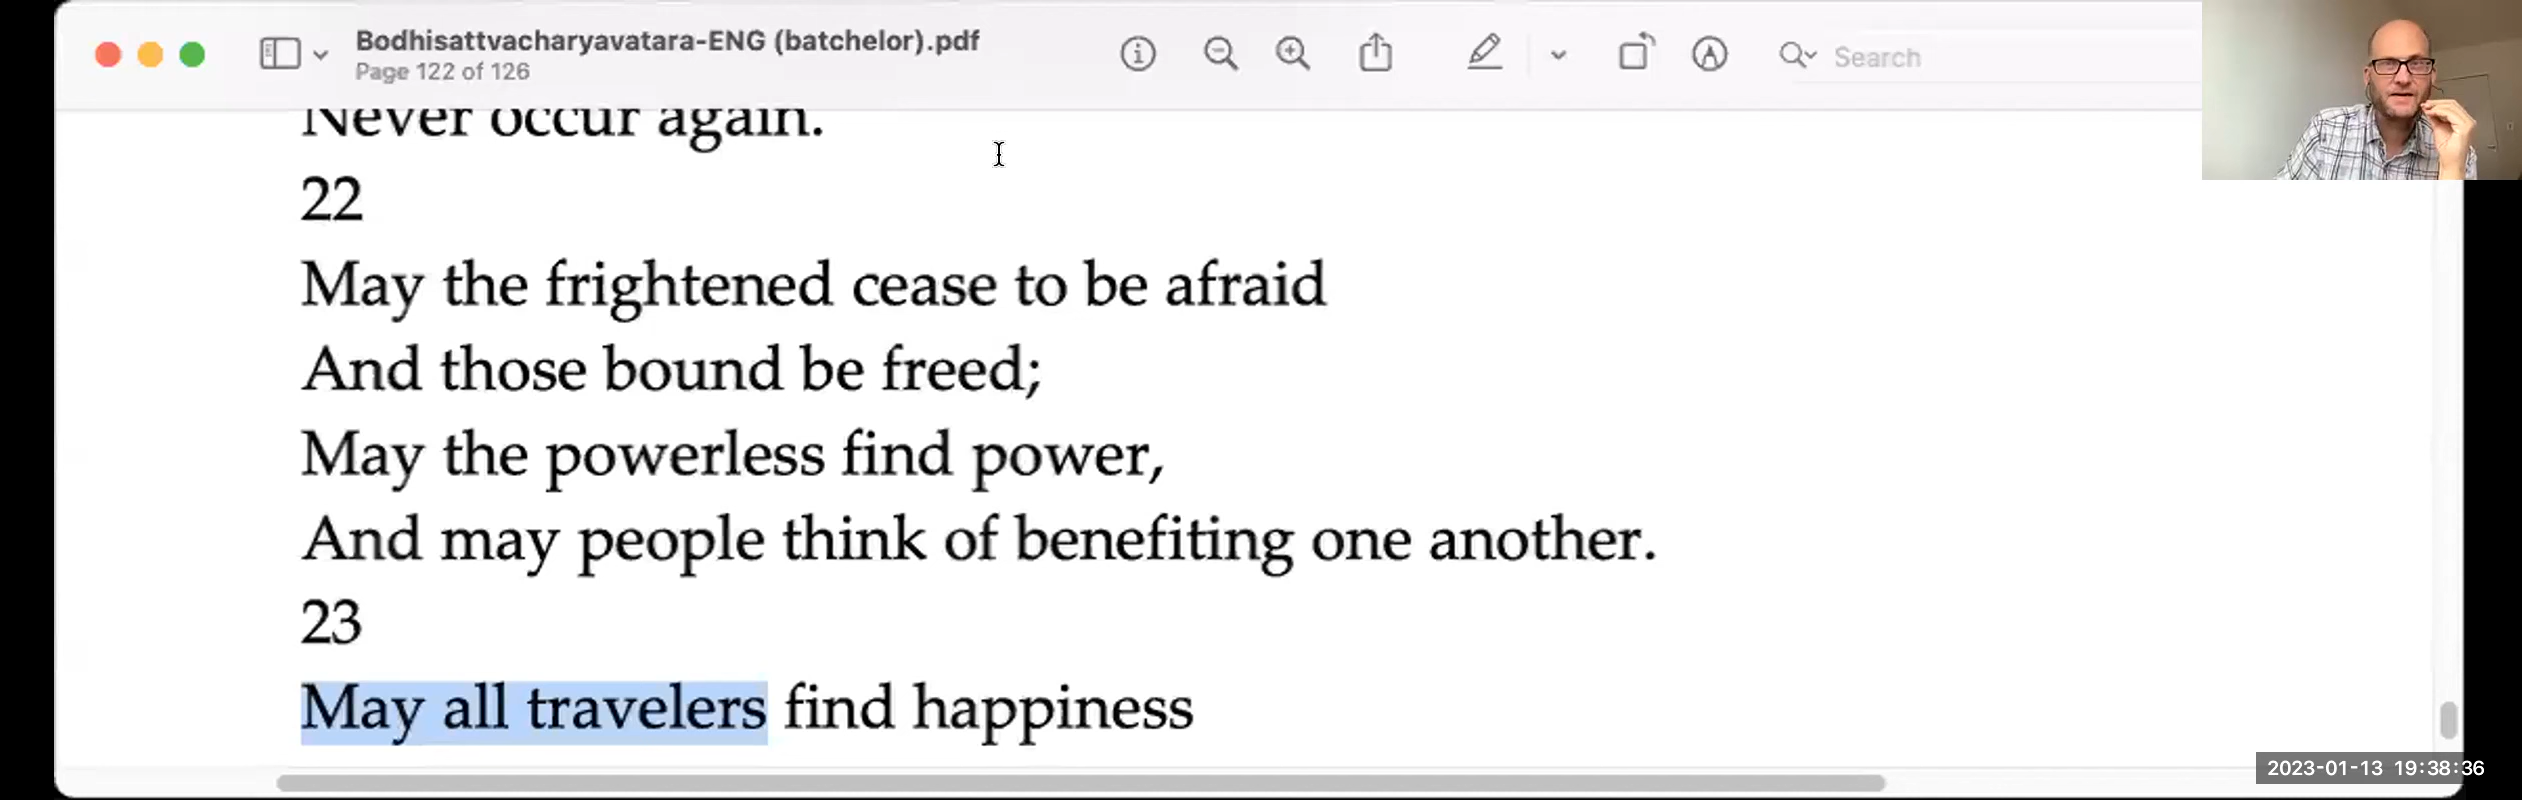 Bodhisattvacharyavatara-ENG (batchelor).pdf
Page 122 of 126
Search
Never occur again.
22
May the frightened cease to be afraid
And those bound be freed;
May the powerless find power,
And may people think of benefiting one another.
23
May all travelers find happiness
2023-01-13 19:38:36